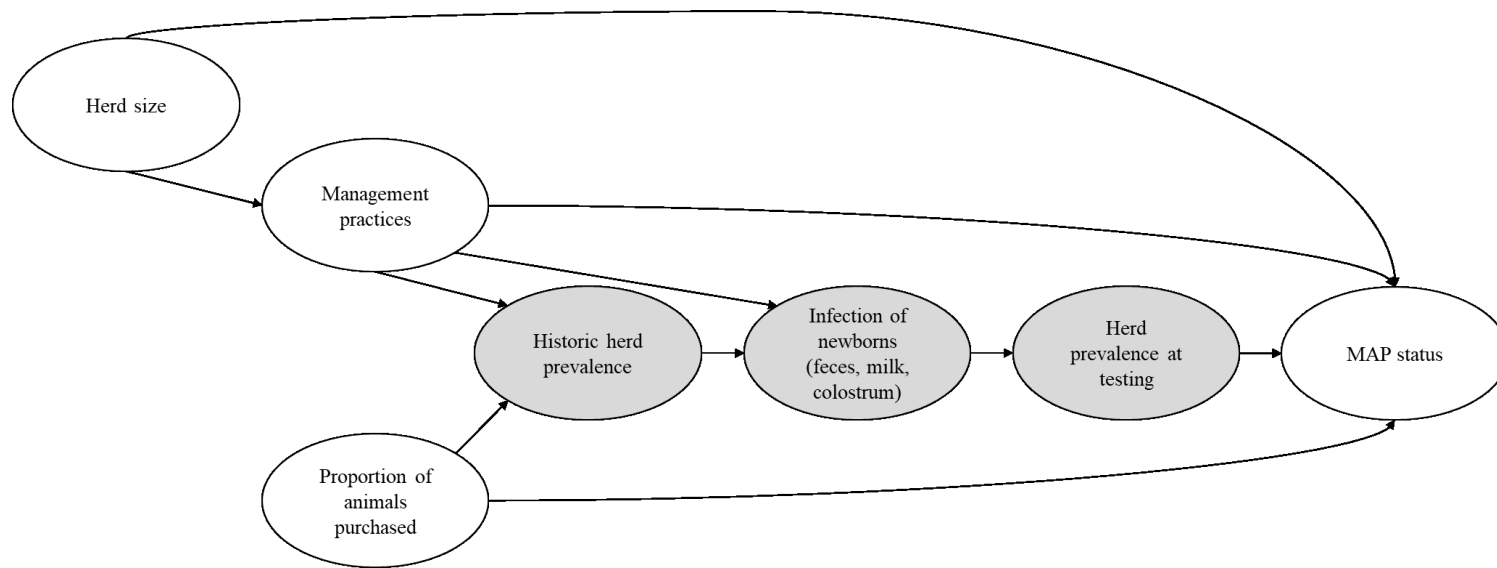 Herd size
Management
practices
Historic herd
prevalence
Infection of
newborns
(feces, milk,
colostrum)
Herd
prevalence at
testing
MAP status
Proportion of
animals
purchased